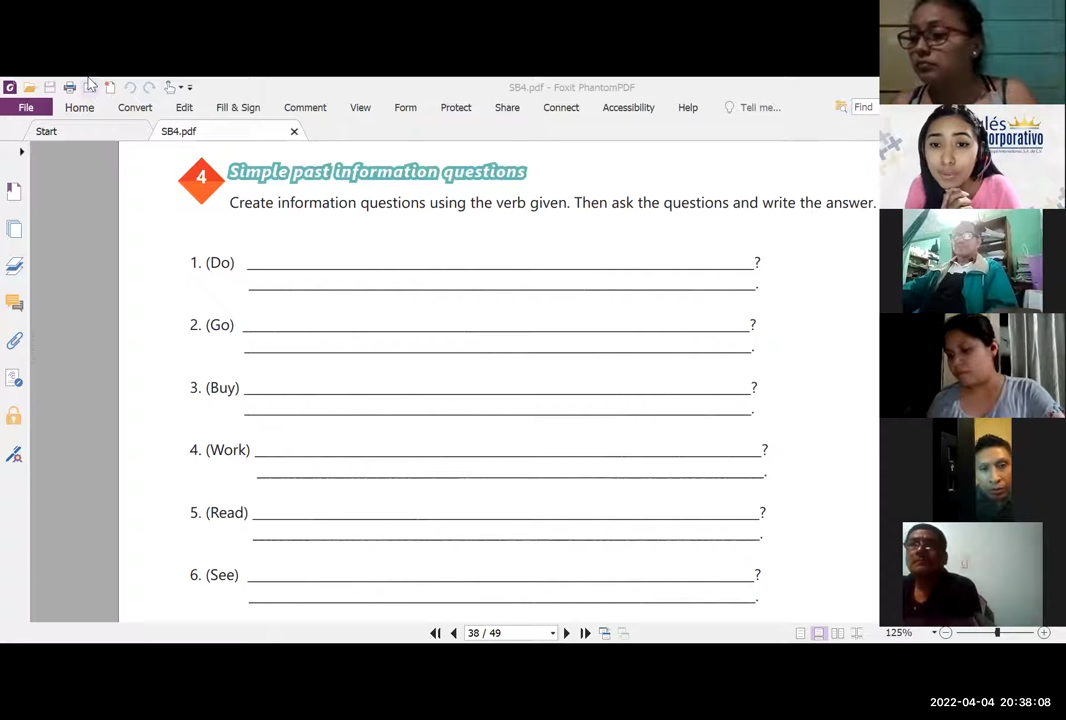 SB4.pdf - Foxit PhantomPDF
File Home Convert Edit Fill & Sign Comment View Form Protect Share Connect Accessibility Help Tell me... Find
Start SB4.pdf
4 Simple past information questions
Create information questions using the verb given. Then ask the questions and write the answer.
1. (Do) ?
.
2. (Go) ?
.
3. (Buy) ?
.
4. (Work) ?
.
5. (Read) ?
.
6. (See) ?
.
38 / 49
125%
2022-04-04 20:38:08